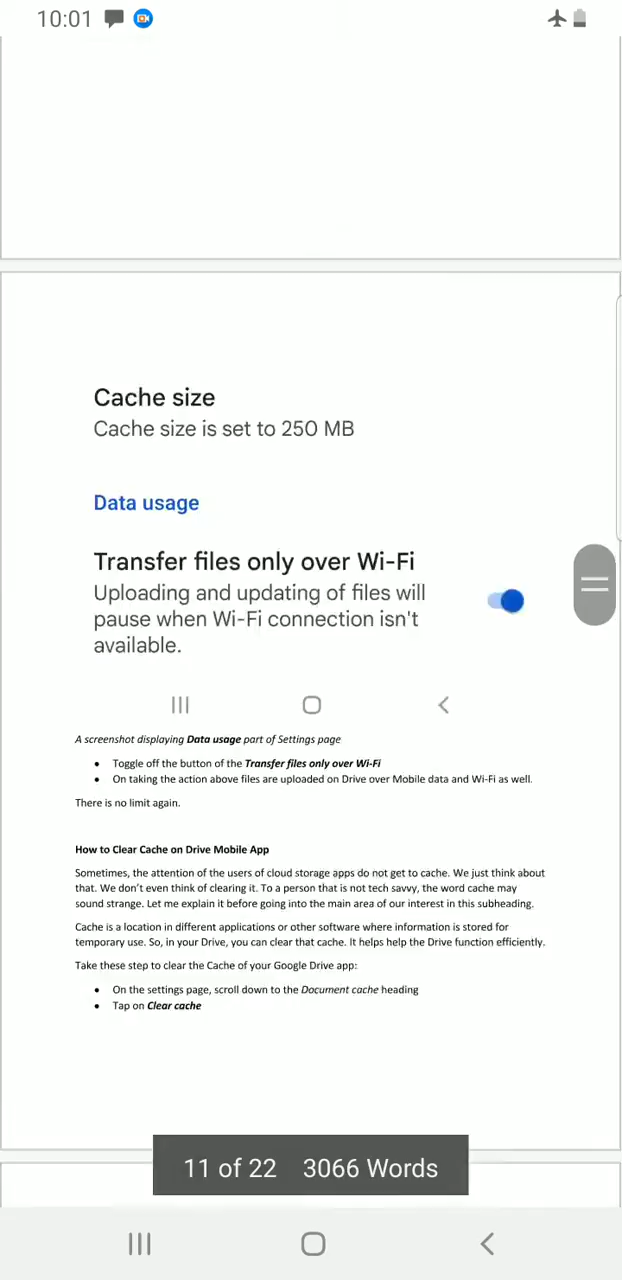 10:01
Cache size
Cache size is set to 250 MB
Data usage
Transfer files only over Wi-Fi
Uploading and updating of files will
pause when Wi-Fi connection isn't
available.
A screenshot displaying Data usage part of Settings page
• Toggle off the button of the Transfer files only over Wi-Fi
• On taking the action above files are uploaded on Drive over Mobile data and Wi-Fi as well.
There is no limit again.
How to Clear Cache on Drive Mobile App
Sometimes, the attention of the users of cloud storage apps do not get to cache. We just think about
that. We don't even think of clearing it. To a person that is not tech savvy, the word cache may
sound strange. Let me explain it before going into the main area of our interest in this subheading.
Cache is a location in different applications or other software where information is stored for
temporary use. So, in your Drive, you can clear that cache. It helps help the Drive function efficiently.
Take these step to clear the Cache of your Google Drive app:
• On the settings page, scroll down to the Document cache heading
• Tap on Clear cache
11 of 22 3066 Words